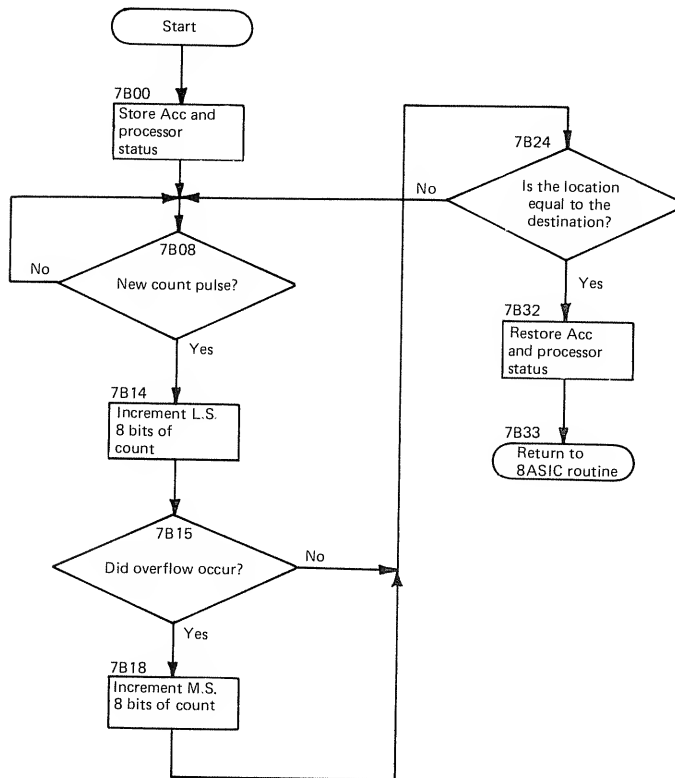 Start
7B00
Store Acc and
processor
status
7B08
New count pulse?
No
Yes
7B14
Increment L.S.
8 bits of
count
7B15
Did overflow occur?
No
Yes
7B18
Increment M.S.
8 bits of count
7B24
Is the location
equal to the
destination?
No
Yes
7B32
Restore Acc
and processor
status
7B33
Return to
8ASIC routine